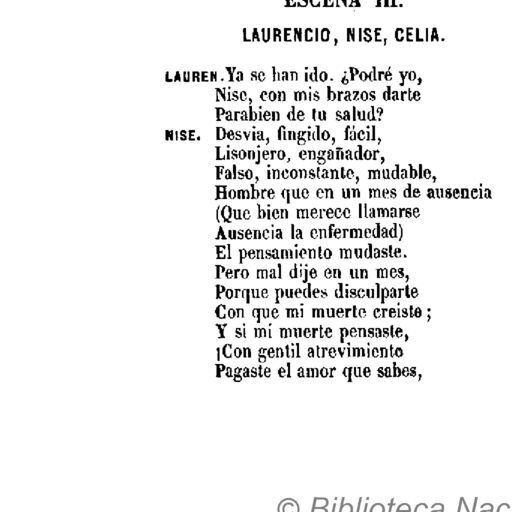 ESCENA III.
LAURENCIO, NISE, CELIA.
LAUREN. Ya se han ido. ¿Podré yo,
Nise, con mis brazos darte
Parabien de tu salud?
NISE. Desvia, fingido, fácil,
Lisonjero, engañador,
Falso, inconstante, mudable,
Hombre que en un mes de ausencia
(Que bien merece llamarse
Ausencia la enfermedad)
El pensamiento mudaste.
Pero mal dije en un mes,
Porque puedes disculparte
Con que mi muerte creiste;
Y si mi muerte pensaste,
¡Con gentil atrevimiento
Pagaste el amor que sabes,
© Biblioteca Nac